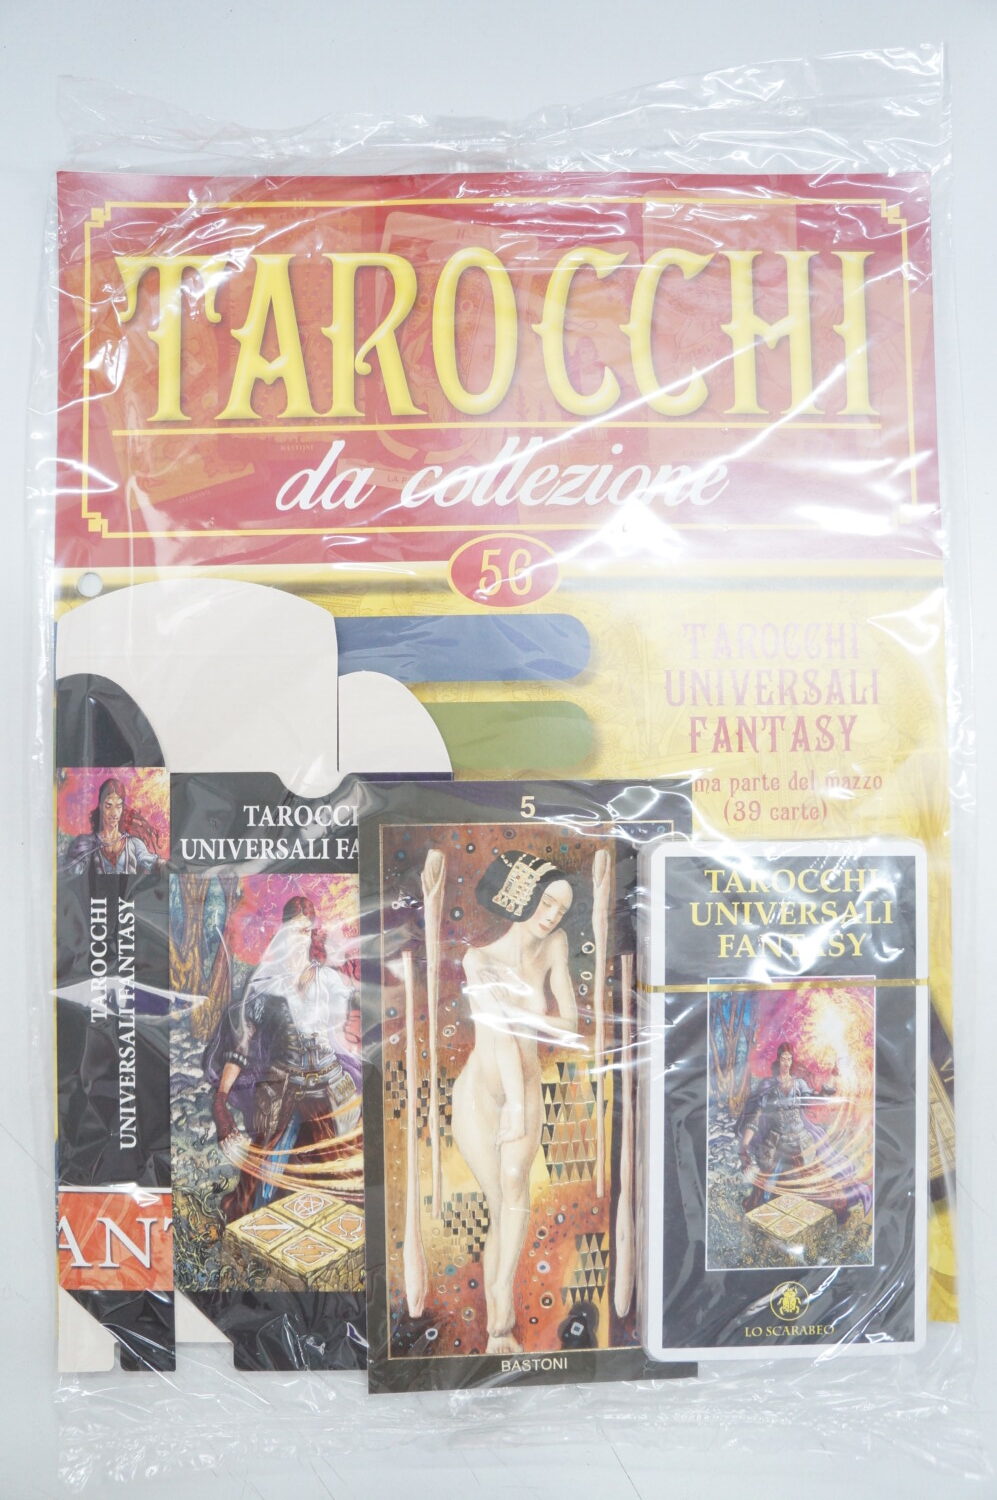 TAROCCHI
da collezione
56
TAROCCHI
UNIVERSALI
FANTASY
ma parte del mazzo
(39 carte)
TAROCCHI
UNIVERSALI FA
TAROCCHI
UNIVERSALI FANTASY
ANT
5
BASTONI
TAROCCHI
UNIVERSALI
FANTASY
LO SCARABEO